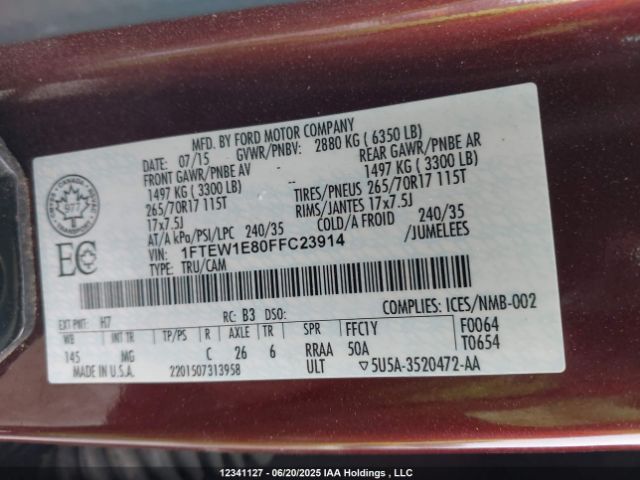 MFD. BY FORD MOTOR COMPANY
DATE: 07/15 GVWR/PNBV: 2880 KG ( 6350 LB)
FRONT GAWR/PNBE AV - REAR GAWR/PNBE AR
1497 KG ( 3300 LB) 1497 KG ( 3300 LB)
265/70R17 115T TIRES/PNEUS 265/70R17 115T
17x7.5J RIMS/JANTES 17x7.5J
AT/A kPa/PSI/LPC 240/35 COLD/A FROID 240/35
VIN: 1FTEW1E80FFC23914 /JUMELEES
TYPE: TRU/CAM
EC
EXT PNT: H7 RC: B3 DSO: COMPLIES: ICES/NMB-002
WB INT TR TP/PS R AXLE TR SPR FFC1Y F0064
145 MG C 26 6 RRAA 50A T0654
MADE IN U.S.A. 2201507313958 ULT ▽5U5A-3520472-AA
12341127 - 06/20/2025 IAA Holdings , LLC